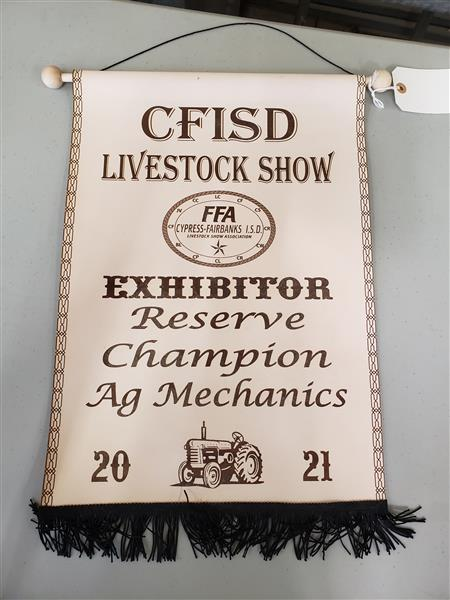 CFISD
LIVESTOCK SHOW
FFA
CYPRESS-FAIRBANKS I.S.D.
LIVESTOCK SHOW ASSOCIATION
EXHIBITOR
Reserve
Champion
Ag Mechanics
20 21